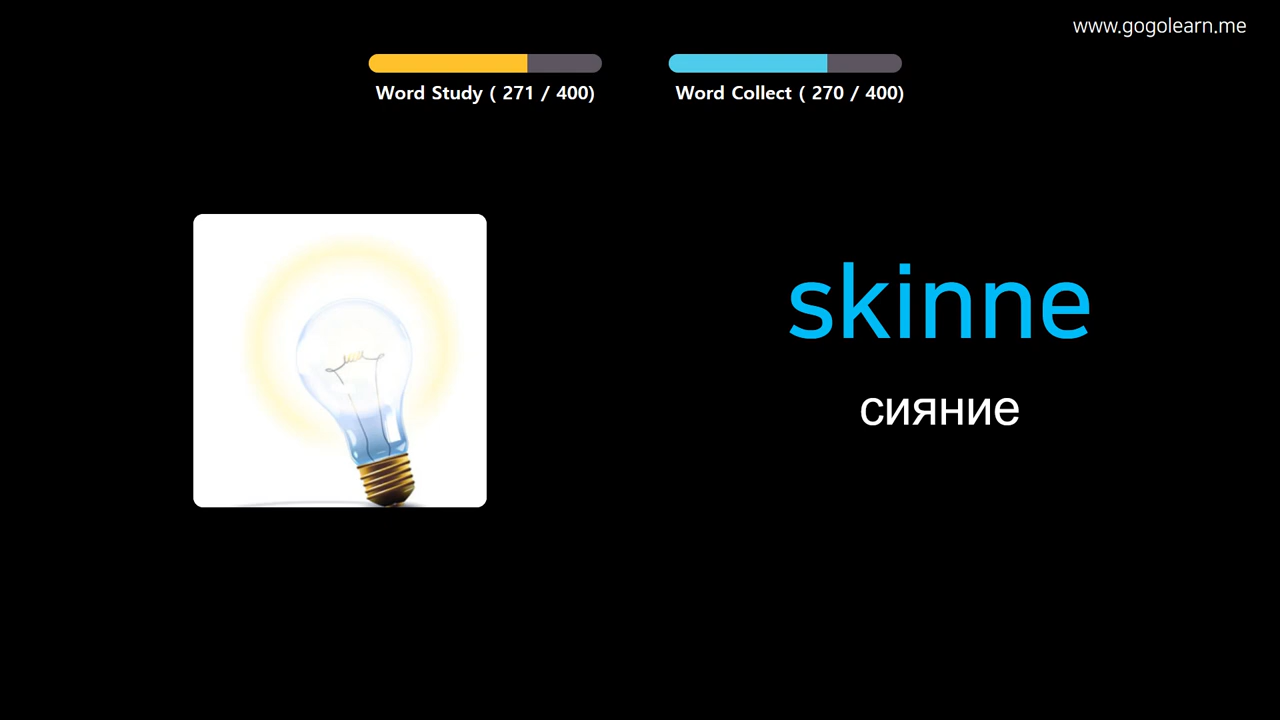 www.gogolearn.me
Word Study ( 271 / 400)
Word Collect ( 270 / 400)
skinne
сияние